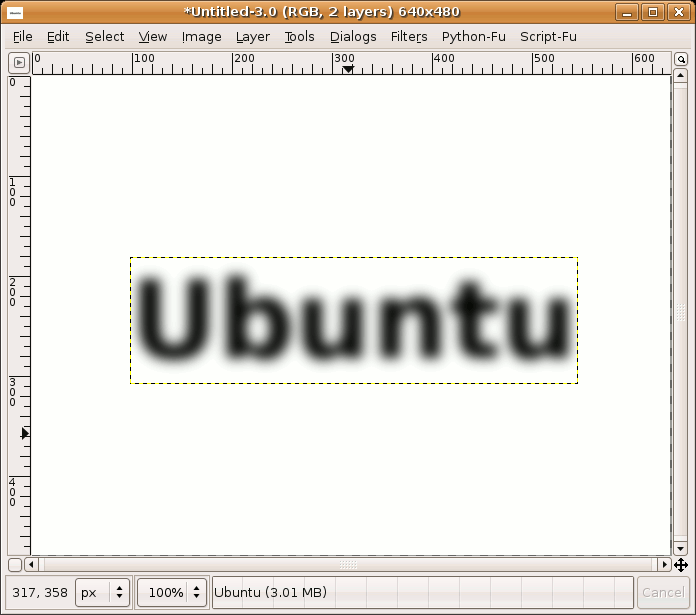 *Untitled-3.0 (RGB, 2 layers) 640x480
File Edit Select View Image Layer Tools Dialogs Filters Python-Fu Script-Fu
0 100 200 300 400 500 600
0
100
200
300
400
Ubuntu
317, 358 px 100% Ubuntu (3.01 MB) Cancel